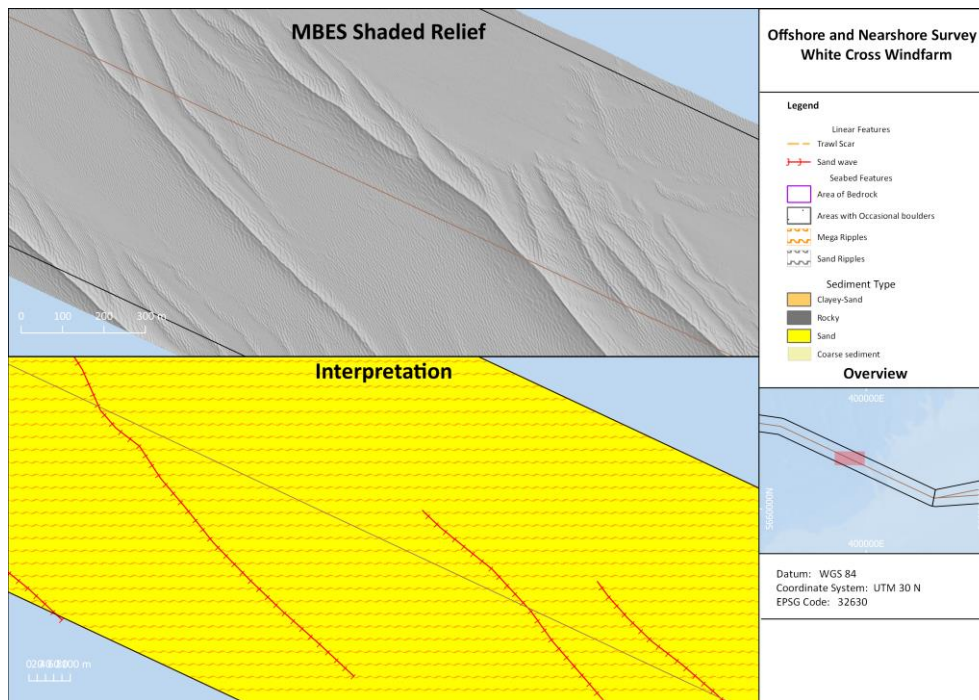 MBES Shaded Relief
0 100 200 300 m
Interpretation
Offshore and Nearshore Survey
White Cross Windfarm
Legend
Linear Features
Trawl Scar
Sand wave
Seabed Features
Area of Bedrock
Areas with Occasional boulders
Mega Ripples
Sand Ripples
Sediment Type
Clayey-Sand
Rocky
Sand
Coarse sediment
Overview
400000E
5660000N
400000E
Datum: WGS 84
Coordinate System: UTM 30 N
EPSG Code: 32630